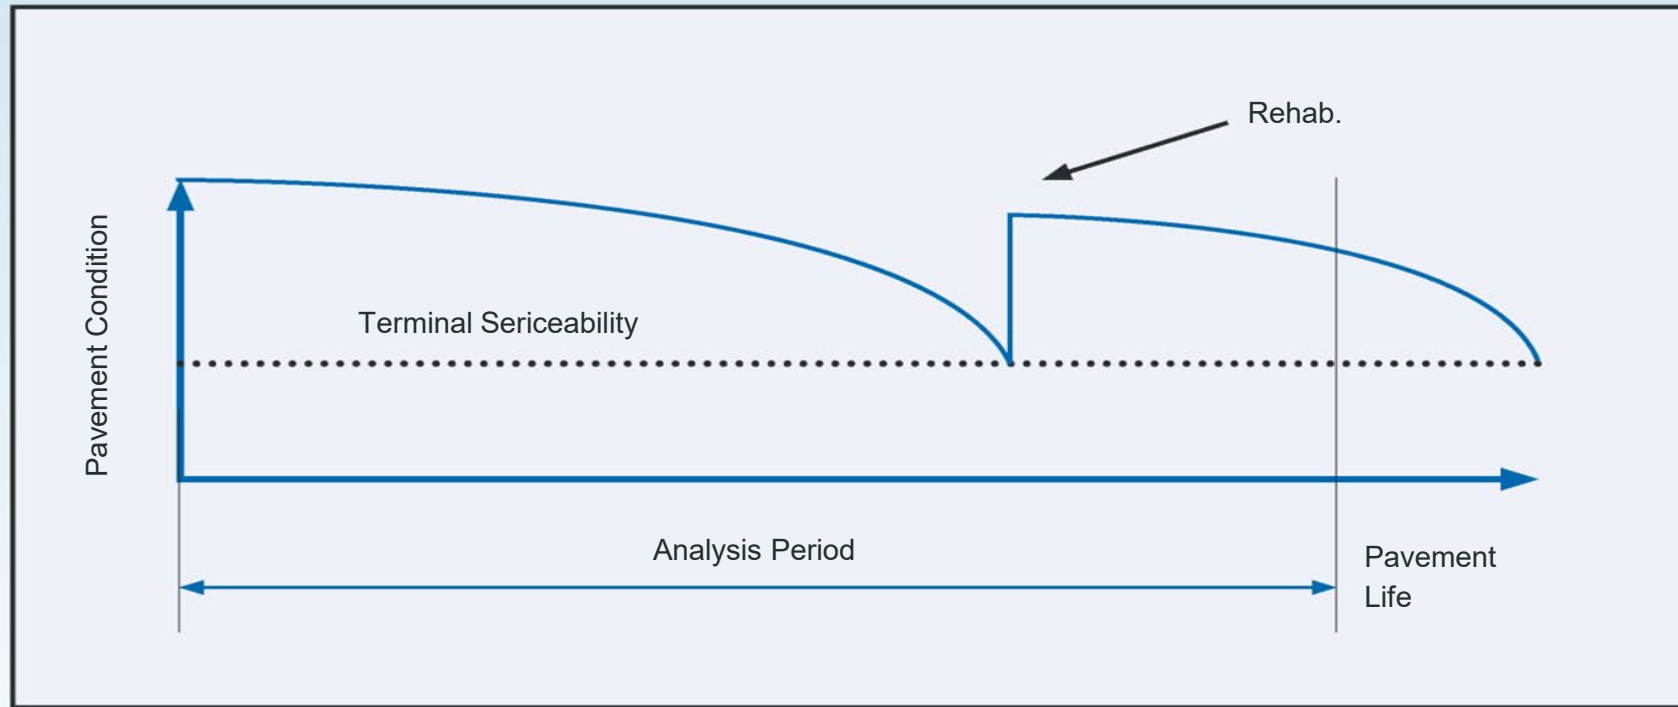 Rehab.
Pavement Condition
Terminal Sericeability
Analysis Period
Pavement
Life